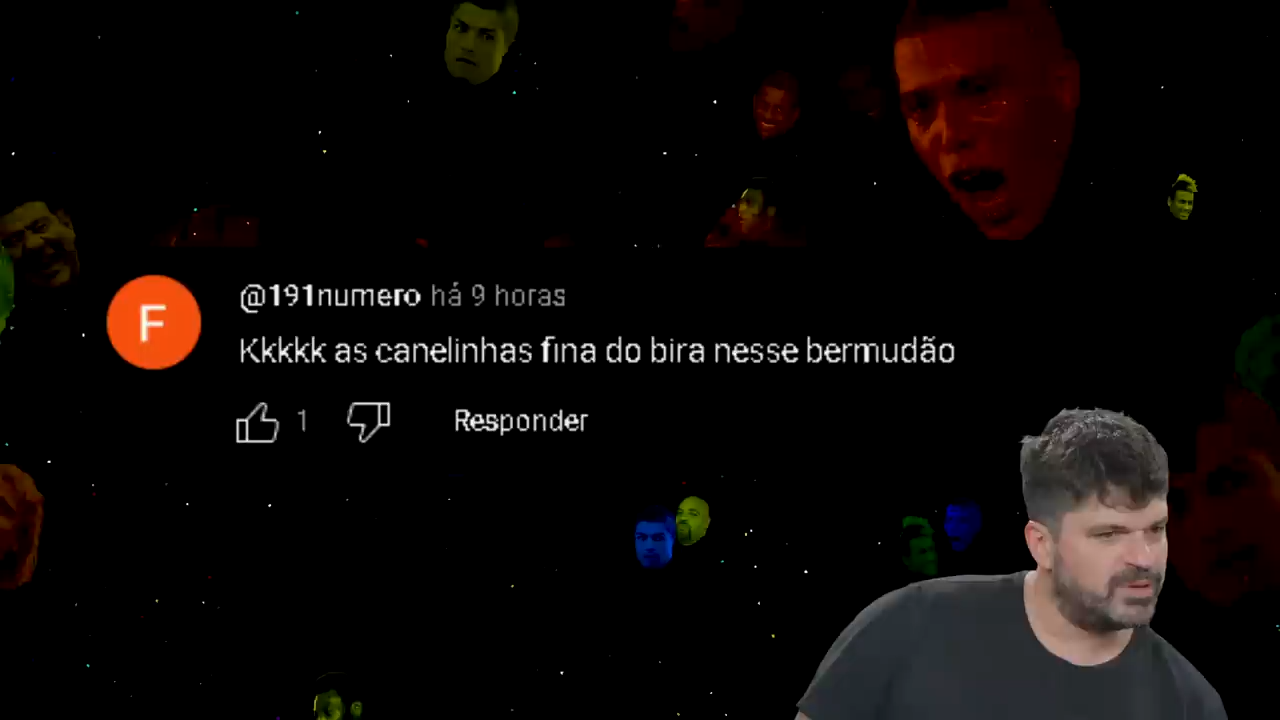 F
@191numero há 9 horas
Kkkkk as canelinhas fina do bira nesse bermudão
1 Responder